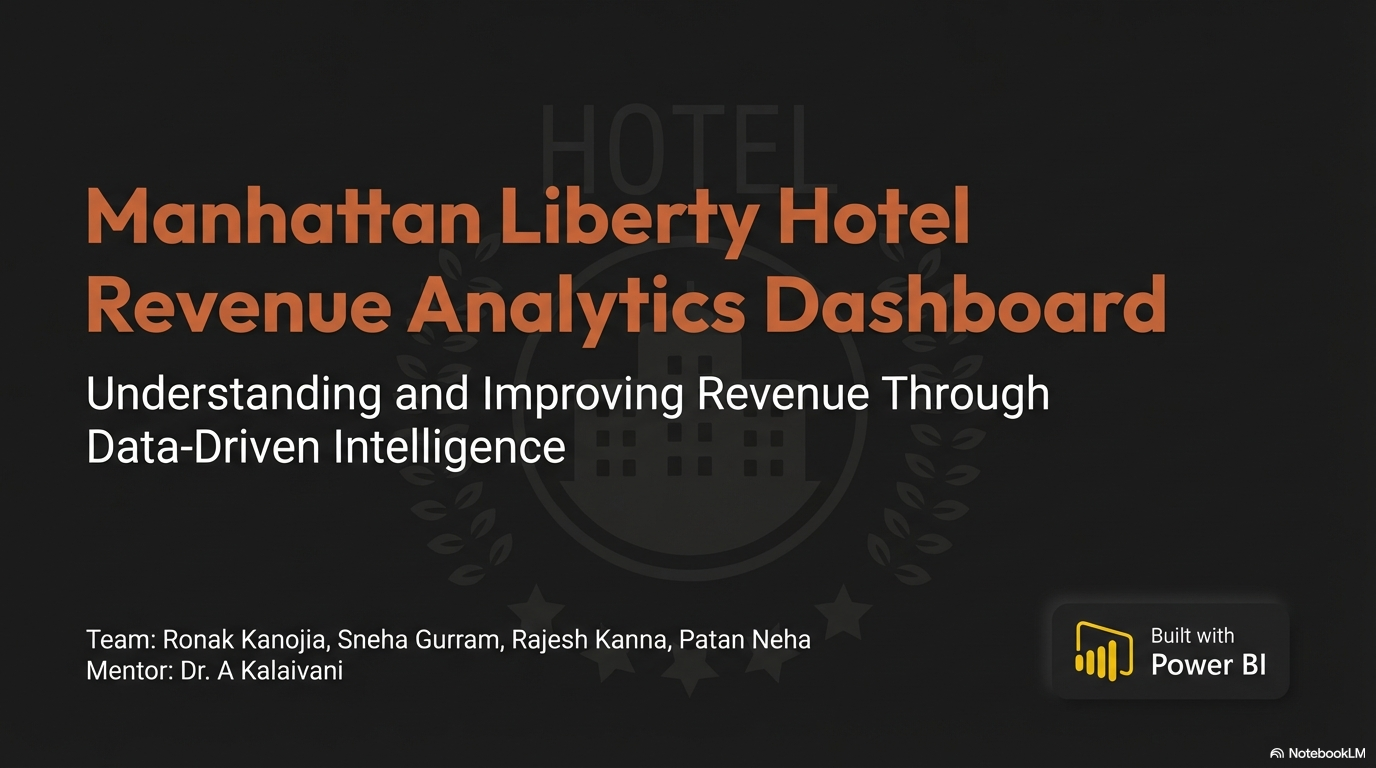 HOTEL
Manhattan Liberty Hotel
Revenue Analytics Dashboard
Understanding and Improving Revenue Through
Data-Driven Intelligence
Team: Ronak Kanojia, Sneha Gurram, Rajesh Kanna, Patan Neha
Mentor: Dr. A Kalaivani
Built with
Power BI
NotebookLM